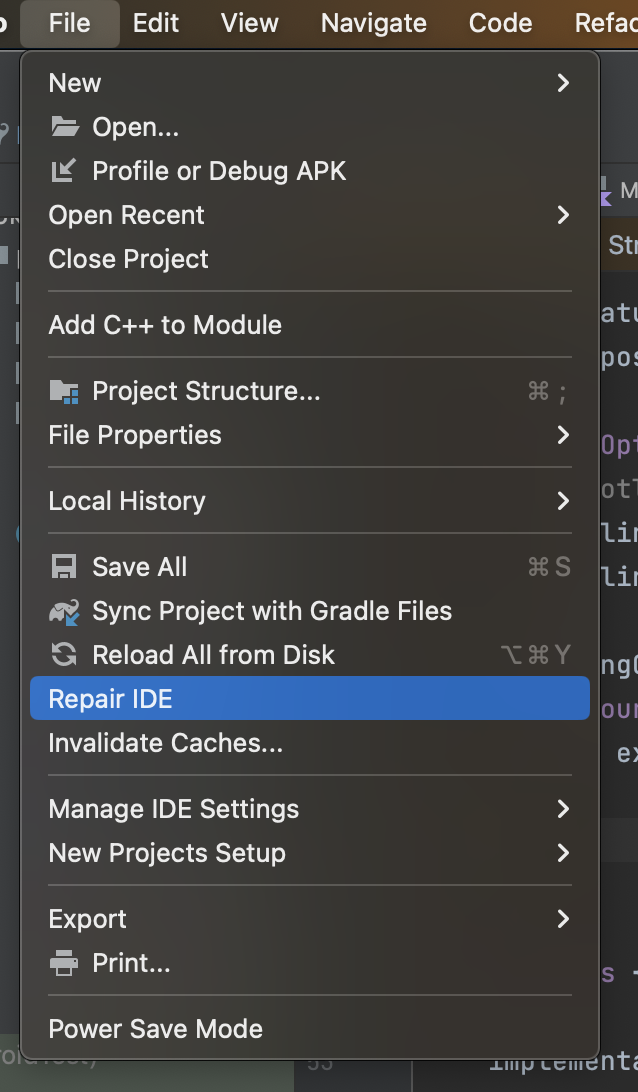 File Edit View Navigate Code
New
Open...
Profile or Debug APK
Open Recent
Close Project
Add C++ to Module
Project Structure... ⌘ ;
File Properties
Local History
Save All ⌘ S
Sync Project with Gradle Files
Reload All from Disk ⌥⌘Y
Repair IDE
Invalidate Caches...
Manage IDE Settings
New Projects Setup
Export
Print...
Power Save Mode